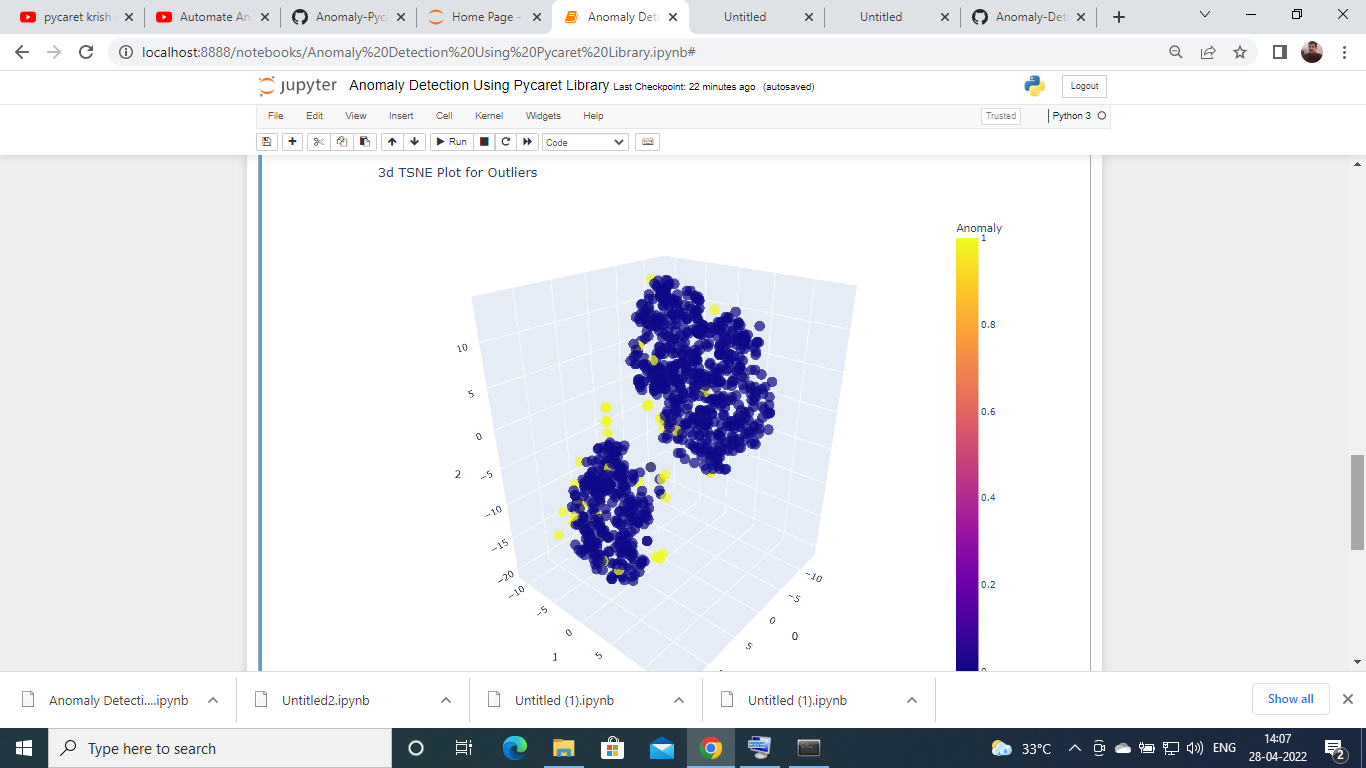 pycaret krish
Automate An
Anomaly-Pyc
Home Page -
Anomaly Det
Untitled
Untitled
Anomaly-Det
localhost:8888/notebooks/Anomaly%20Detection%20Using%20Pycaret%20Library.ipynb#
jupyter Anomaly Detection Using Pycaret Library Last Checkpoint: 22 minutes ago (autosaved)
Logout
File Edit View Insert Cell Kernel Widgets Help
Trusted
Python 3
Run
Code
3d TSNE Plot for Outliers
Anomaly
1
0.8
0.6
0.4
0.2
0
10
5
0
−5
−10
−15
−20
2
−10
−5
0
5
1
−10
−5
0
5
0
Anomaly Detecti....ipynb
Untitled2.ipynb
Untitled (1).ipynb
Untitled (1).ipynb
Show all
Type here to search
33°C
ENG
14:07
28-04-2022
2